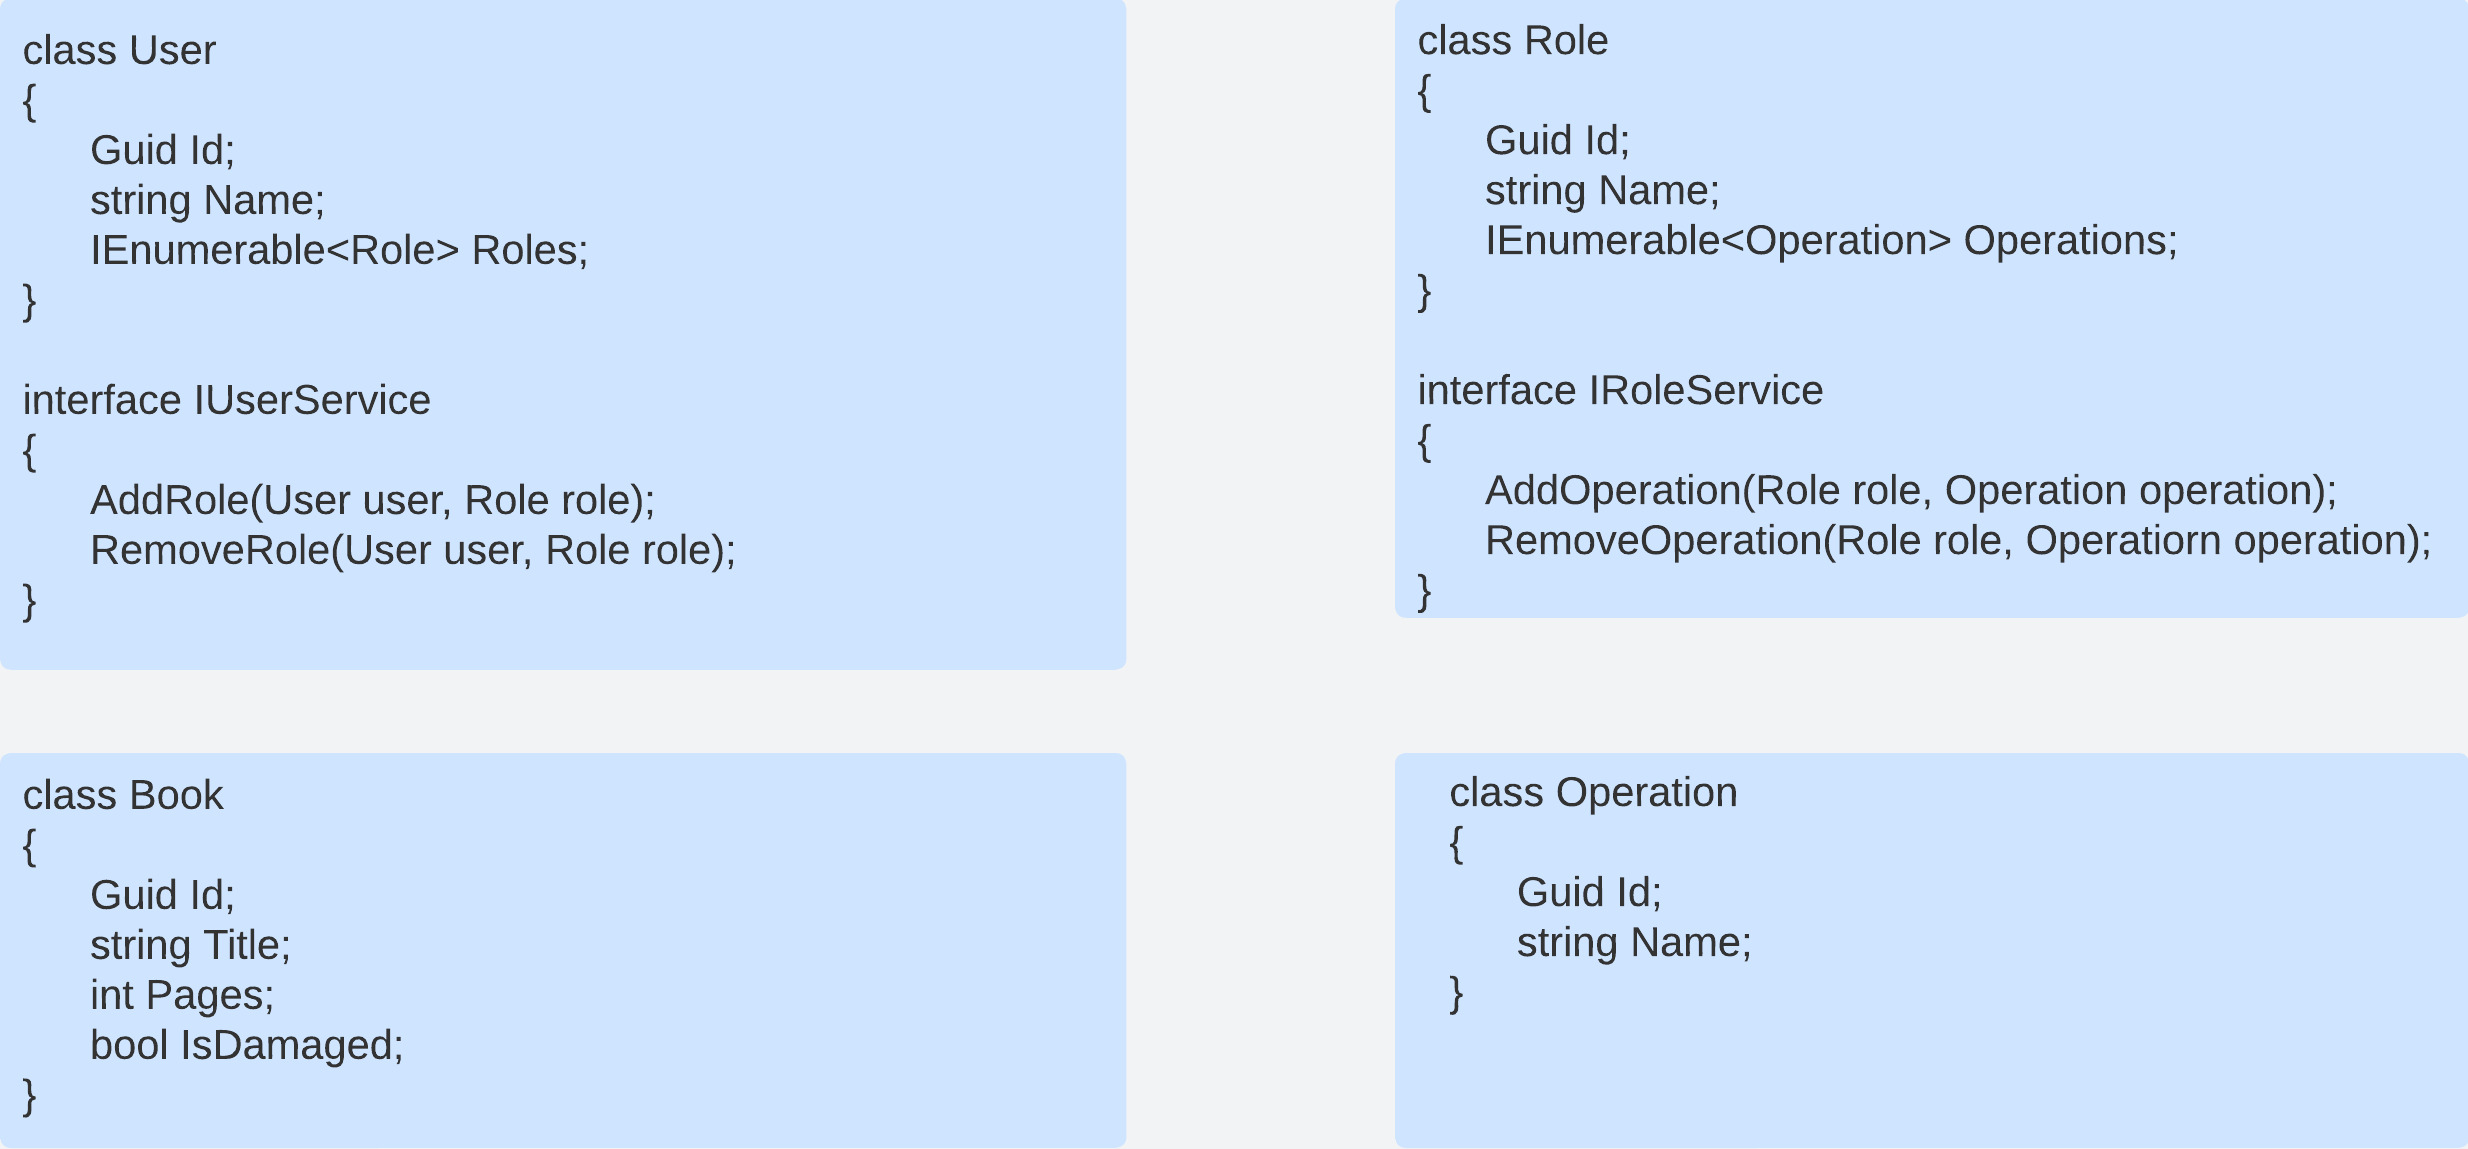 class User
{
Guid Id;
string Name;
IEnumerable<Role> Roles;
}
interface IUserService
{
AddRole(User user, Role role);
RemoveRole(User user, Role role);
}
class Role
{
Guid Id;
string Name;
IEnumerable<Operation> Operations;
}
interface IRoleService
{
AddOperation(Role role, Operation operation);
RemoveOperation(Role role, Operatiorn operation);
}
class Book
{
Guid Id;
string Title;
int Pages;
bool IsDamaged;
}
class Operation
{
Guid Id;
string Name;
}